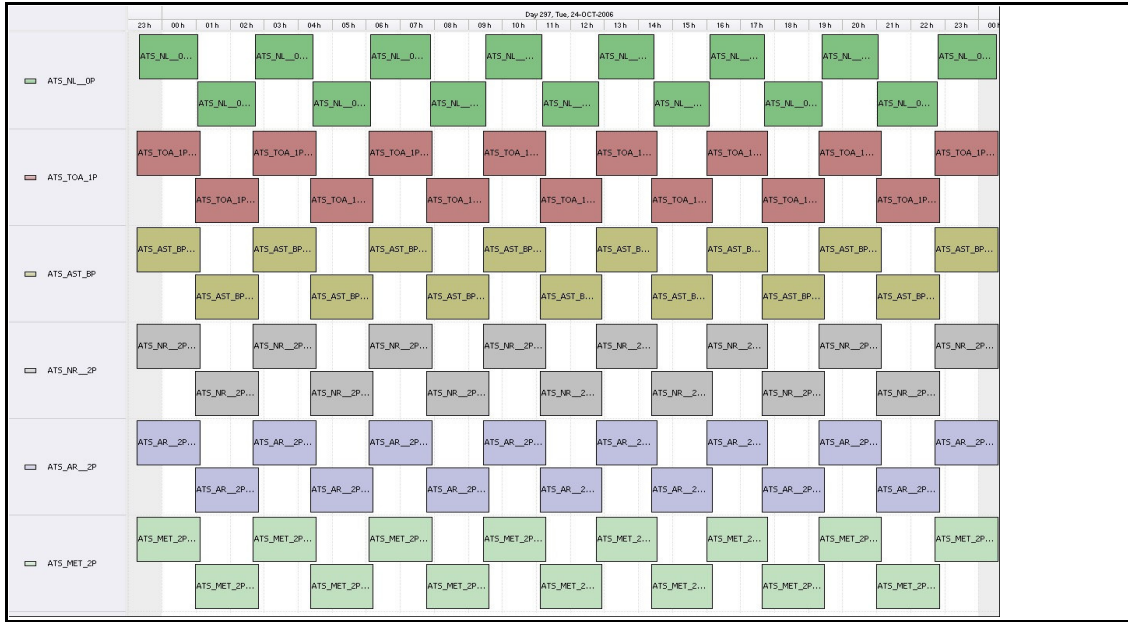 Day 297, Tue, 24-OCT-2006
23 h 00 h 01 h 02 h 03 h 04 h 05 h 06 h 07 h 08 h 09 h 10 h 11 h 12 h 13 h 14 h 15 h 16 h 17 h 18 h 19 h 20 h 21 h 22 h 23 h 00
ATS_NL__0... ATS_NL__0... ATS_NL__0... ATS_NL__... ATS_NL__... ATS_NL__... ATS_NL__... ATS_NL__0...
ATS_NL__0P
ATS_NL__0... ATS_NL__0... ATS_NL__... ATS_NL__... ATS_NL__... ATS_NL__0... ATS_NL__0...
ATS_TOA_1P... ATS_TOA_1P... ATS_TOA_1P... ATS_TOA_1... ATS_TOA_1... ATS_TOA_1... ATS_TOA_1... ATS_TOA_1P...
ATS_TOA_1P
ATS_TOA_1P... ATS_TOA_1... ATS_TOA_1... ATS_TOA_1... ATS_TOA_1... ATS_TOA_1... ATS_TOA_1P...
ATS_AST_BP... ATS_AST_BP... ATS_AST_BP... ATS_AST_BP... ATS_AST_B... ATS_AST_B... ATS_AST_BP... ATS_AST_BP...
ATS_AST_BP
ATS_AST_BP... ATS_AST_BP... ATS_AST_BP... ATS_AST_B... ATS_AST_B... ATS_AST_BP... ATS_AST_BP...
ATS_NR__2P... ATS_NR__2P... ATS_NR__2P... ATS_NR__2P... ATS_NR__2... ATS_NR__2... ATS_NR__2P... ATS_NR__2P...
ATS_NR__2P
ATS_NR__2P... ATS_NR__2P... ATS_NR__2P... ATS_NR__2... ATS_NR__2... ATS_NR__2P... ATS_NR__2P...
ATS_AR__2P... ATS_AR__2P... ATS_AR__2P... ATS_AR__2P... ATS_AR__2... ATS_AR__2... ATS_AR__2P... ATS_AR__2P...
ATS_AR__2P
ATS_AR__2P... ATS_AR__2P... ATS_AR__2P... ATS_AR__2... ATS_AR__2... ATS_AR__2P... ATS_AR__2P...
ATS_MET_2P... ATS_MET_2P... ATS_MET_2P... ATS_MET_2P... ATS_MET_2... ATS_MET_2... ATS_MET_2P... ATS_MET_2P...
ATS_MET_2P
ATS_MET_2P... ATS_MET_2P... ATS_MET_2P... ATS_MET_2... ATS_MET_2... ATS_MET_2P... ATS_MET_2P...